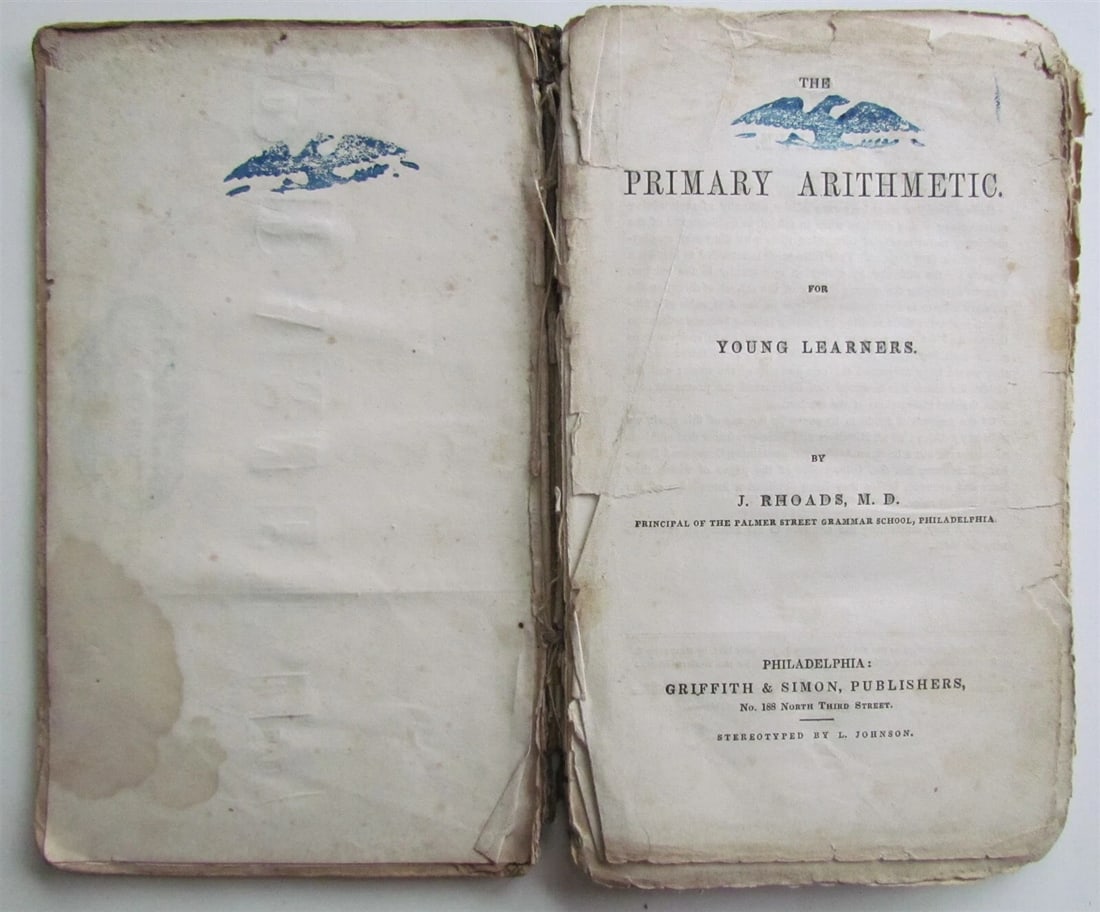 THE
PRIMARY ARITHMETIC.
FOR
YOUNG LEARNERS.
BY
J. RHOADS, M. D.
PRINCIPAL OF THE PALMER STREET GRAMMAR SCHOOL, PHILADELPHIA.
PHILADELPHIA:
GRIFFITH & SIMON, PUBLISHERS,
No. 188 North Third Street.
STEREOTYPED BY L. JOHNSON.